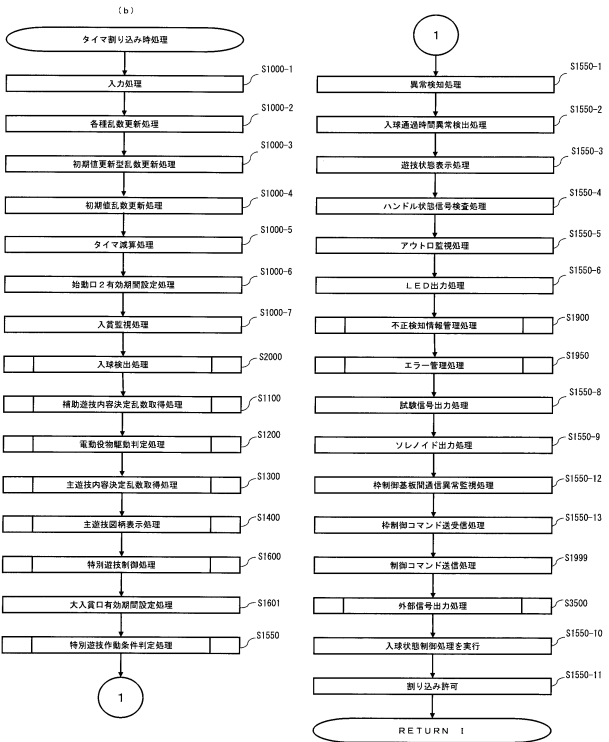 (b)
タイマ割り込み時処理
S1000-1
入力処理
S1000-2
各種乱数更新処理
S1000-3
初期値更新型乱数更新処理
S1000-4
初期値乱数更新処理
S1000-5
タイマ減算処理
S1000-6
始動口2有効期間設定処理
S1000-7
入賞監視処理
S2000
入球検出処理
S1100
補助遊技内容決定乱数取得処理
S1200
電動役物駆動判定処理
S1300
主遊技内容決定乱数取得処理
S1400
主遊技図柄表示処理
S1600
特別遊技制御処理
S1601
大入賞口有効期間設定処理
S1550
特別遊技作動条件判定処理
1
1
S1550-1
異常検知処理
S1550-2
入球通過時間異常検出処理
S1550-3
遊技状態表示処理
S1550-4
ハンドル状態信号検査処理
S1550-5
アウトロ監視処理
S1550-6
LED出力処理
S1900
不正検知情報管理処理
S1950
エラー管理処理
S1550-8
試験信号出力処理
S1550-9
ソレノイド出力処理
S1550-12
枠制御基板間通信異常監視処理
S1550-13
枠制御コマンド送受信処理
S1999
制御コマンド送信処理
S3500
外部信号出力処理
S1550-10
入球状態制御処理を実行
S1550-11
割り込み許可
RETURN I